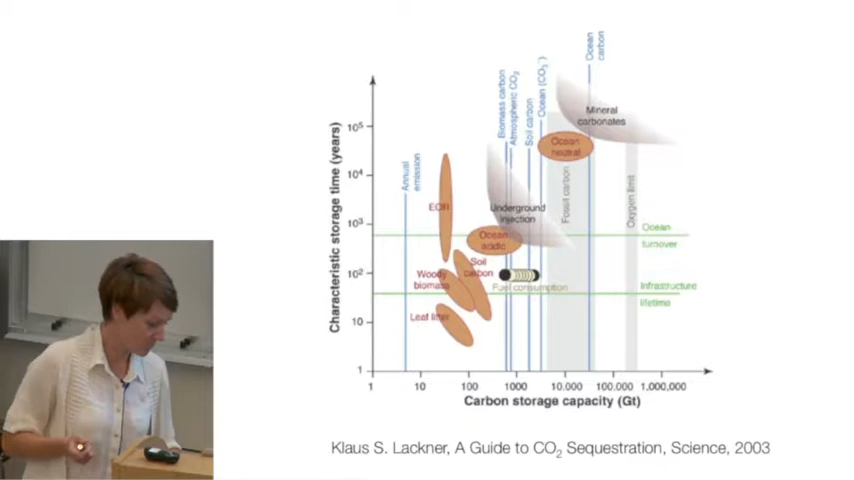 Characteristic storage time (years)
10⁵
10⁴
10³
10²
10
1
Annual
emission
EOR
Woody
biomass
Leaf litter
Soil
carbon
Ocean
acidic
Underground
injection
Fuel consumption
Biomass carbon
Atmospheric CO₂
Soil carbon
Ocean (CO₃⁻)
Ocean
neutral
Fossil carbon
Ocean
carbon
Mineral
carbonates
Oxygen limit
Ocean
turnover
Infrastructure
lifetime
1
10
100
1000
10.000
100.000
1,000,000
Carbon storage capacity (Gt)
Klaus S. Lackner, A Guide to CO₂ Sequestration, Science, 2003